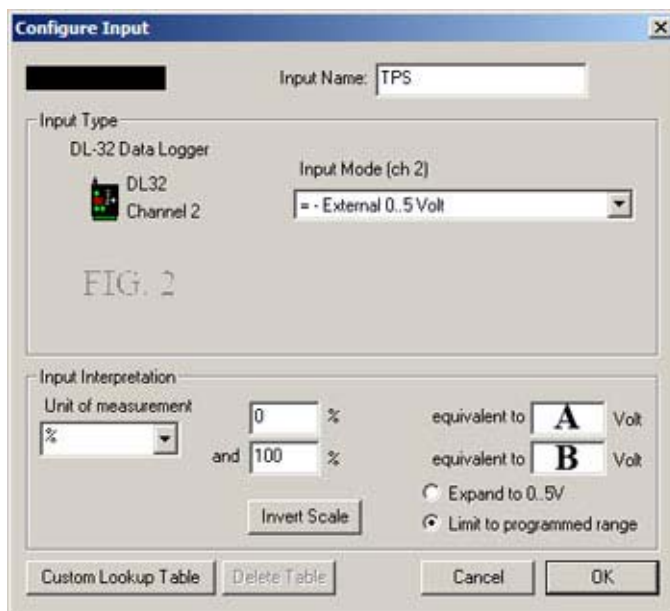 Configure Input
Input Name: TPS
Input Type
DL-32 Data Logger
DL32
Channel 2
Input Mode (ch 2)
= - External 0..5 Volt
FIG. 2
Input Interpretation
Unit of measurement
%
0 % equivalent to A Volt
and 100 % equivalent to B Volt
Expand to 0..5V
Invert Scale
Limit to programmed range
Custom Lookup Table
Delete Table
Cancel
OK